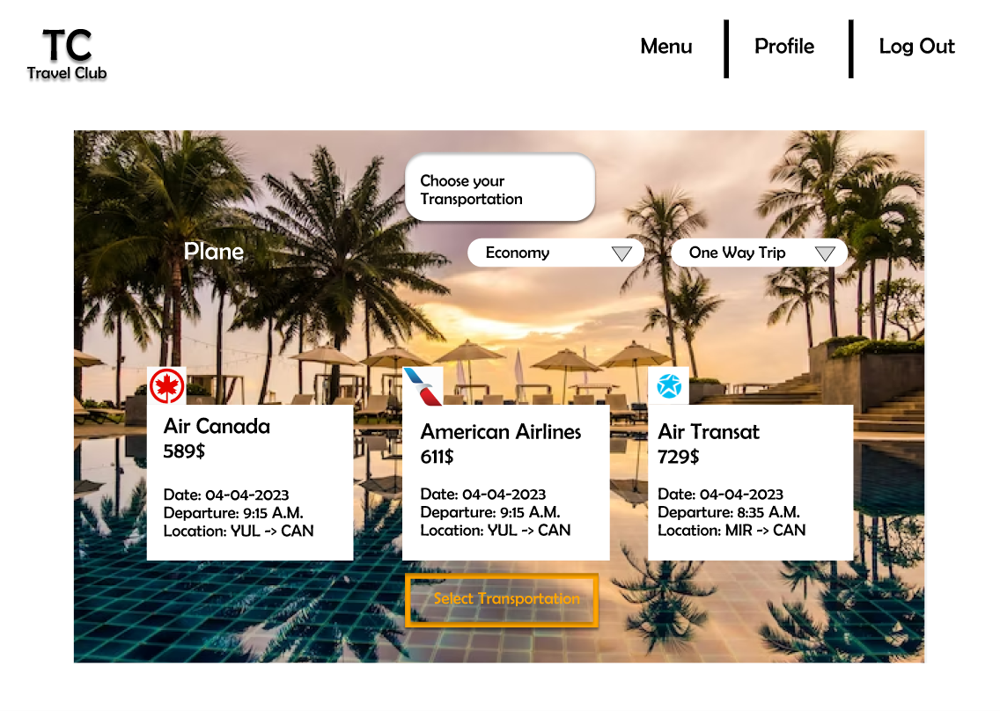 TC
Travel Club
Menu
Profile
Log Out
Choose your
Transportation
Plane
Economy
One Way Trip
Air Canada
589$
Date: 04-04-2023
Departure: 9:15 A.M.
Location: YUL -> CAN
American Airlines
611$
Date: 04-04-2023
Departure: 9:15 A.M.
Location: YUL -> CAN
Air Transat
729$
Date: 04-04-2023
Departure: 8:35 A.M.
Location: MIR -> CAN
Select Transportation